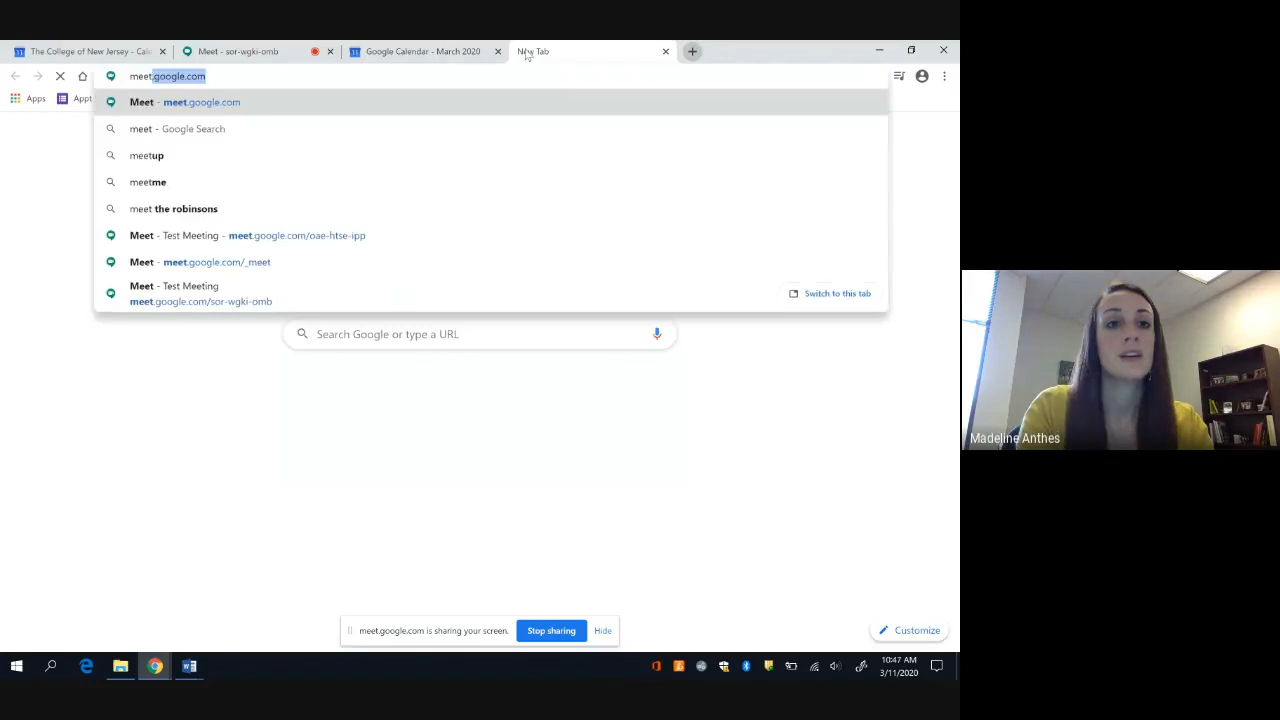 The College of New Jersey - Cale
Meet - sor-wgki-omb
Google Calendar - March 2020
New Tab
meet.google.com
Apps
Appt
Meet - meet.google.com
meet - Google Search
meetup
meetme
meet the robinsons
Meet - Test Meeting - meet.google.com/oae-htse-ipp
Meet - meet.google.com/_meet
Meet - Test Meeting
meet.google.com/sor-wgki-omb
Switch to this tab
Search Google or type a URL
Madeline Anthes
meet.google.com is sharing your screen.
Stop sharing
Hide
Customize
10:47 AM
3/11/2020